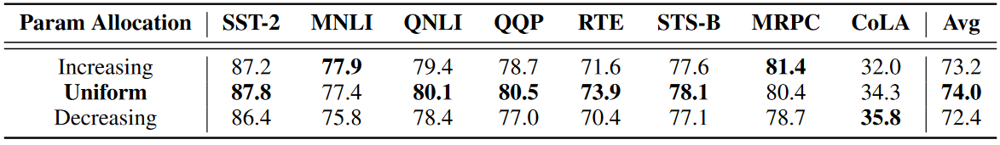 Param Allocation SST-2 MNLI QNLI QQP RTE STS-B MRPC CoLA Avg
Increasing 87.2 77.9 79.4 78.7 71.6 77.6 81.4 32.0 73.2
Uniform 87.8 77.4 80.1 80.5 73.9 78.1 80.4 34.3 74.0
Decreasing 86.4 75.8 78.4 77.0 70.4 77.1 78.7 35.8 72.4